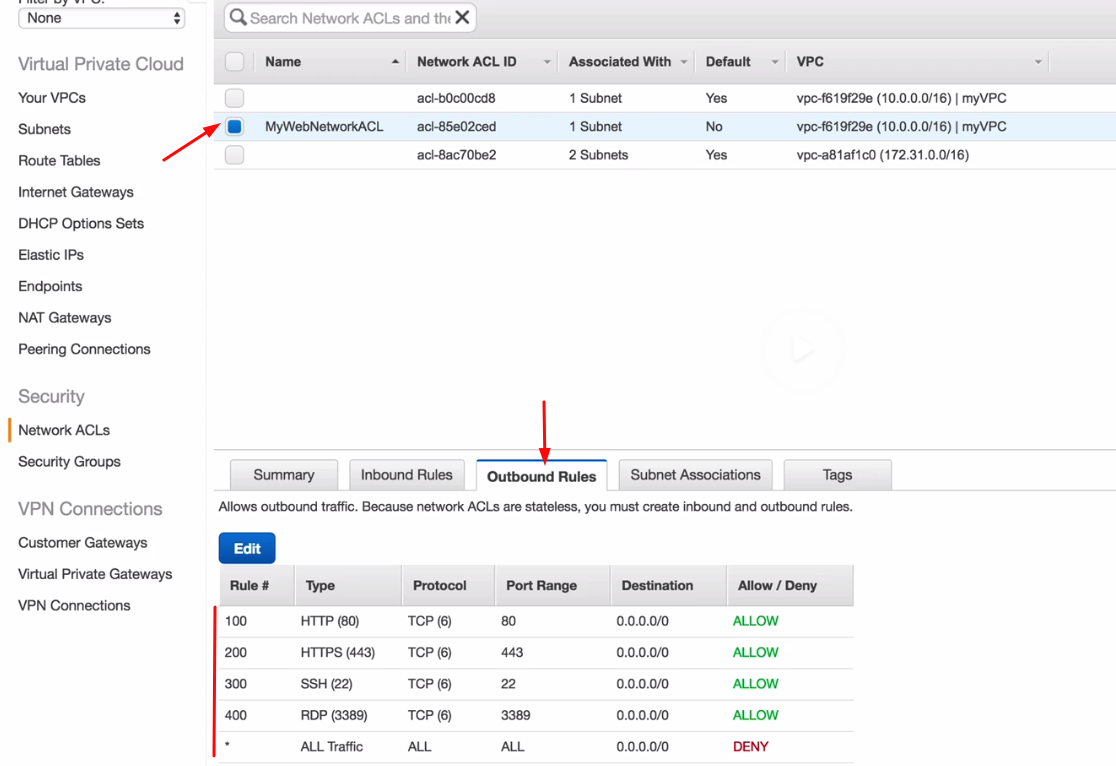 Filter by VPC:
None
Virtual Private Cloud
Your VPCs
Subnets
Route Tables
Internet Gateways
DHCP Options Sets
Elastic IPs
Endpoints
NAT Gateways
Peering Connections
Security
Network ACLs
Security Groups
VPN Connections
Customer Gateways
Virtual Private Gateways
VPN Connections
Search Network ACLs and the
Name Network ACL ID Associated With Default VPC
acl-b0c00cd8 1 Subnet Yes vpc-f619f29e (10.0.0.0/16) | myVPC
MyWebNetworkACL acl-85e02ced 1 Subnet No vpc-f619f29e (10.0.0.0/16) | myVPC
acl-8ac70be2 2 Subnets Yes vpc-a81af1c0 (172.31.0.0/16)
Summary Inbound Rules Outbound Rules Subnet Associations Tags
Allows outbound traffic. Because network ACLs are stateless, you must create inbound and outbound rules.
Edit
Rule # Type Protocol Port Range Destination Allow / Deny
100 HTTP (80) TCP (6) 80 0.0.0.0/0 ALLOW
200 HTTPS (443) TCP (6) 443 0.0.0.0/0 ALLOW
300 SSH (22) TCP (6) 22 0.0.0.0/0 ALLOW
400 RDP (3389) TCP (6) 3389 0.0.0.0/0 ALLOW
* ALL Traffic ALL ALL 0.0.0.0/0 DENY